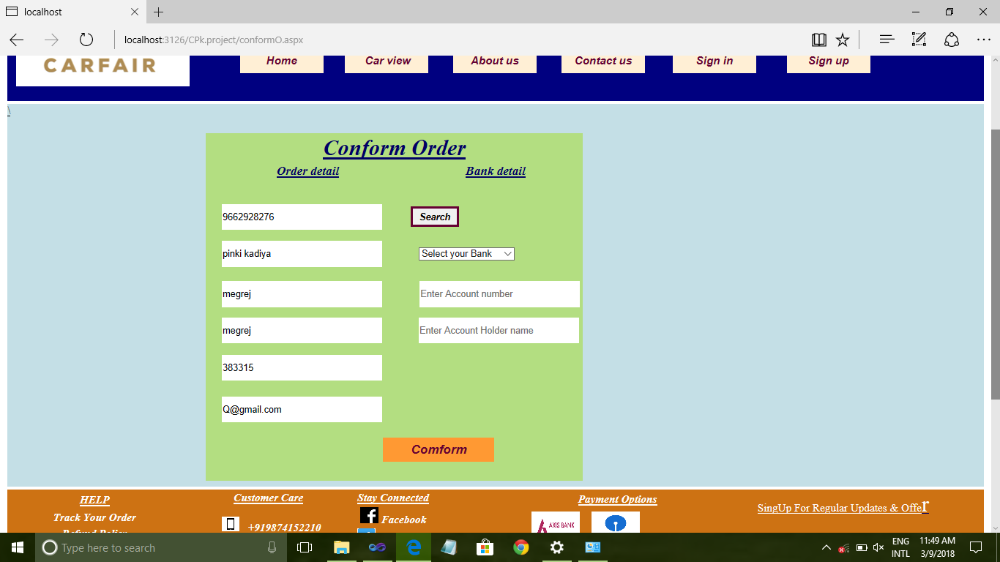 localhost
localhost:3126/CPk.project/conformO.aspx
CARFAIR
Home Car view About us Contact us Sign in Sign up
\
Conform Order
Order detail Bank detail
9662928276 Search
pinki kadiya Select your Bank
megrej Enter Account number
megrej Enter Account Holder name
383315
Q@gmail.com
Comform
HELP Customer Care Stay Connected Payment Options SingUp For Regular Updates & Offer
Track Your Order +919874152210 Facebook AXIS BANK
Refund Policy
Type here to search
ENG 11:49 AM
INTL 3/9/2018